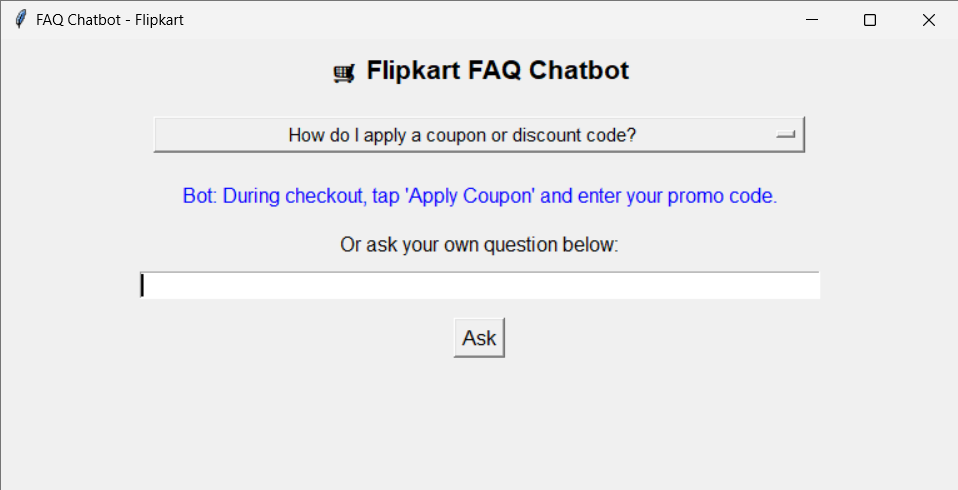 FAQ Chatbot - Flipkart
🛒 Flipkart FAQ Chatbot
How do I apply a coupon or discount code?
Bot: During checkout, tap 'Apply Coupon' and enter your promo code.
Or ask your own question below:
Ask